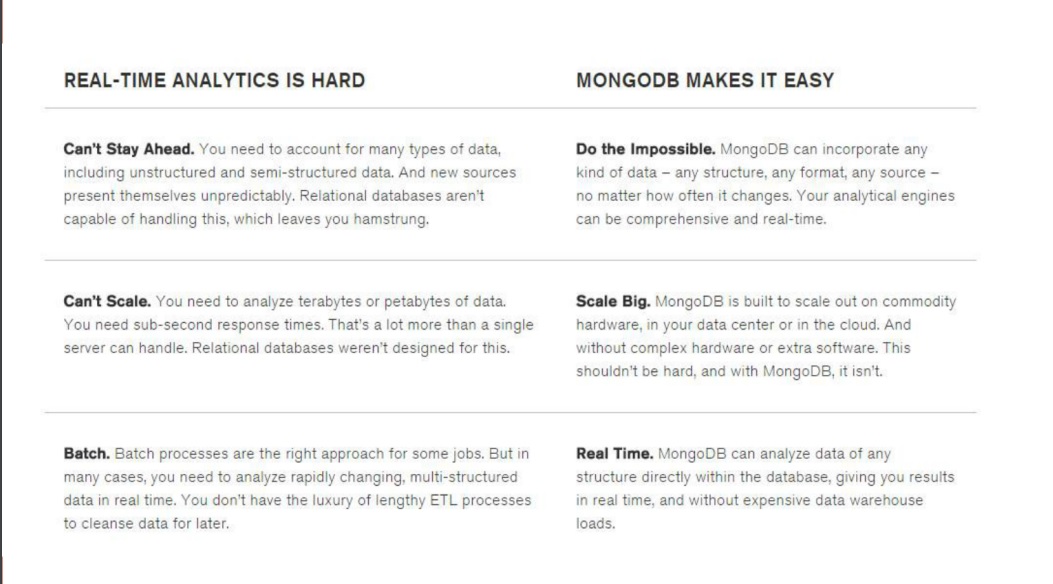 REAL-TIME ANALYTICS IS HARD
MONGODB MAKES IT EASY
Can't Stay Ahead. You need to account for many types of data,
including unstructured and semi-structured data. And new sources
present themselves unpredictably. Relational databases aren't
capable of handling this, which leaves you hamstrung.
Do the Impossible. MongoDB can incorporate any
kind of data – any structure, any format, any source –
no matter how often it changes. Your analytical engines
can be comprehensive and real-time.
Can't Scale. You need to analyze terabytes or petabytes of data.
You need sub-second response times. That's a lot more than a single
server can handle. Relational databases weren't designed for this.
Scale Big. MongoDB is built to scale out on commodity
hardware, in your data center or in the cloud. And
without complex hardware or extra software. This
shouldn't be hard, and with MongoDB, it isn't.
Batch. Batch processes are the right approach for some jobs. But in
many cases, you need to analyze rapidly changing, multi-structured
data in real time. You don't have the luxury of lengthy ETL processes
to cleanse data for later.
Real Time. MongoDB can analyze data of any
structure directly within the database, giving you results
in real time, and without expensive data warehouse
loads.